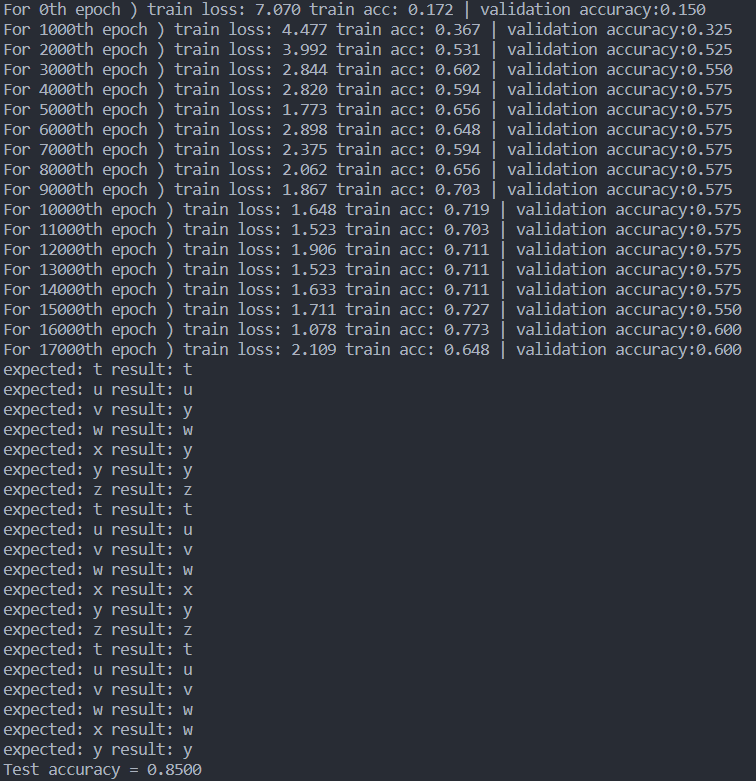 For 0th epoch ) train loss: 7.070 train acc: 0.172 | validation accuracy:0.150
For 1000th epoch ) train loss: 4.477 train acc: 0.367 | validation accuracy:0.325
For 2000th epoch ) train loss: 3.992 train acc: 0.531 | validation accuracy:0.525
For 3000th epoch ) train loss: 2.844 train acc: 0.602 | validation accuracy:0.550
For 4000th epoch ) train loss: 2.820 train acc: 0.594 | validation accuracy:0.575
For 5000th epoch ) train loss: 1.773 train acc: 0.656 | validation accuracy:0.575
For 6000th epoch ) train loss: 2.898 train acc: 0.648 | validation accuracy:0.575
For 7000th epoch ) train loss: 2.375 train acc: 0.594 | validation accuracy:0.575
For 8000th epoch ) train loss: 2.062 train acc: 0.656 | validation accuracy:0.575
For 9000th epoch ) train loss: 1.867 train acc: 0.703 | validation accuracy:0.575
For 10000th epoch ) train loss: 1.648 train acc: 0.719 | validation accuracy:0.575
For 11000th epoch ) train loss: 1.523 train acc: 0.703 | validation accuracy:0.575
For 12000th epoch ) train loss: 1.906 train acc: 0.711 | validation accuracy:0.575
For 13000th epoch ) train loss: 1.523 train acc: 0.711 | validation accuracy:0.575
For 14000th epoch ) train loss: 1.633 train acc: 0.711 | validation accuracy:0.575
For 15000th epoch ) train loss: 1.711 train acc: 0.727 | validation accuracy:0.550
For 16000th epoch ) train loss: 1.078 train acc: 0.773 | validation accuracy:0.600
For 17000th epoch ) train loss: 2.109 train acc: 0.648 | validation accuracy:0.600
expected: t result: t
expected: u result: u
expected: v result: y
expected: w result: w
expected: x result: y
expected: y result: y
expected: z result: z
expected: t result: t
expected: u result: u
expected: v result: v
expected: w result: w
expected: x result: x
expected: y result: y
expected: z result: z
expected: t result: t
expected: u result: u
expected: v result: v
expected: w result: w
expected: x result: w
expected: y result: y
Test accuracy = 0.8500